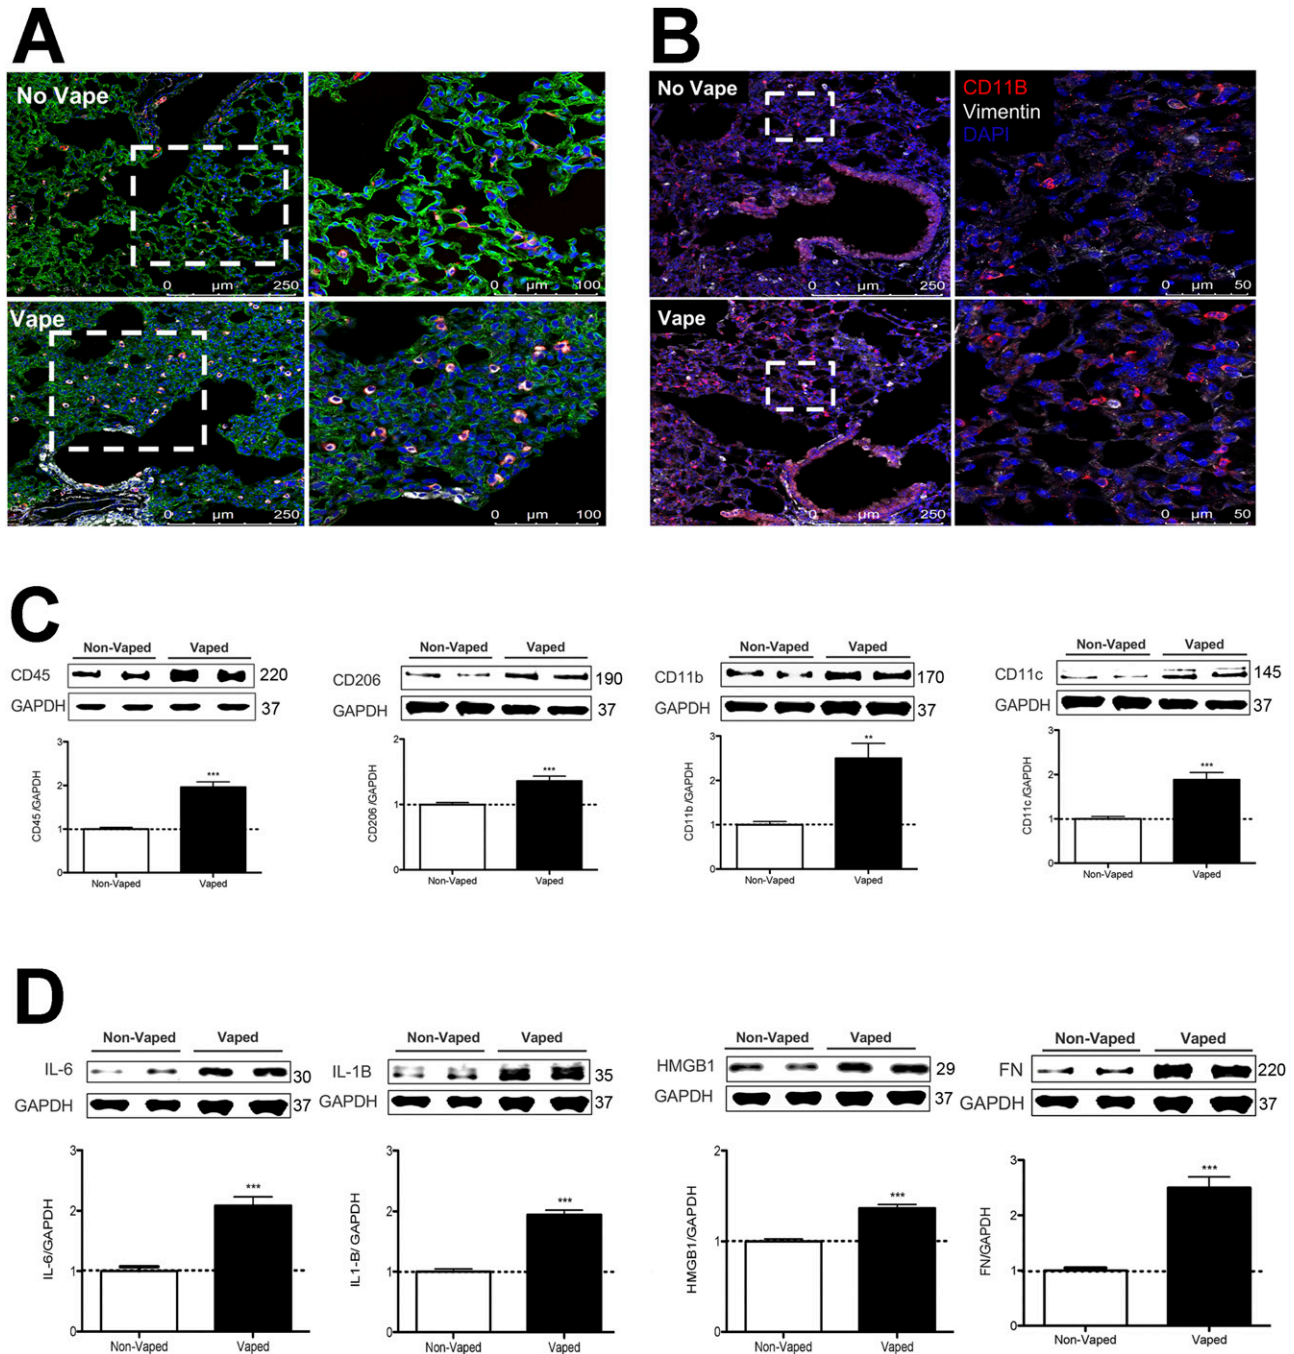 A
B
No Vape
0 µm 250
0 µm 100
Vape
0 µm 250
0 µm 100
No Vape
0 µm 250
CD11B
Vimentin
DAPI
0 µm 50
Vape
0 µm 250
0 µm 50
C
Non-Vaped Vaped
CD45 220
GAPDH 37
CD45/GAPDH
3
2
1
0
***
Non-Vaped Vaped
Non-Vaped Vaped
CD206 190
GAPDH 37
CD206/GAPDH
2
1
0
***
Non-Vaped Vaped
Non-Vaped Vaped
CD11b 170
GAPDH 37
CD11b/GAPDH
3
2
1
0
**
Non-Vaped Vaped
Non-Vaped Vaped
CD11c 145
GAPDH 37
CD11c/GAPDH
3
2
1
0
***
Non-Vaped Vaped
D
Non-Vaped Vaped
IL-6 30
GAPDH 37
IL-6/GAPDH
3
2
1
0
***
Non-Vaped Vaped
Non-Vaped Vaped
IL-1B 35
GAPDH 37
IL1-B/ GAPDH
3
2
1
0
***
Non-Vaped Vaped
Non-Vaped Vaped
HMGB1 29
GAPDH 37
HMGB1/GAPDH
2
1
0
***
Non-Vaped Vaped
Non-Vaped Vaped
FN 220
GAPDH 37
FN/GAPDH
3
2
1
0
***
Non-Vaped Vaped